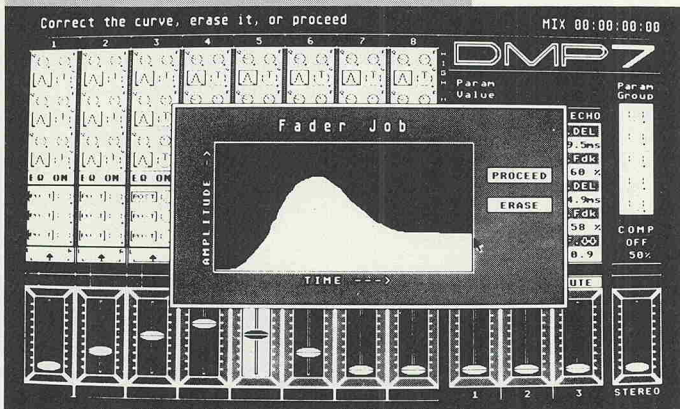 Correct the curve, erase it, or proceed
MIX 00:00:00:00
1 2 3 4 5 6 7 8
DMP7
Param
Value
Param
Group
EQ ON EQ ON EQ ON
Fader Job
AMPLITUDE -->
TIME --->
PROCEED
ERASE
ECHO
.DEL
9.5ms
.Fdk
60 %
.DEL
4.9ms
.Fdk
58 %
0.9
UTE
COMP
OFF
50%
1
1 2 3
STEREO